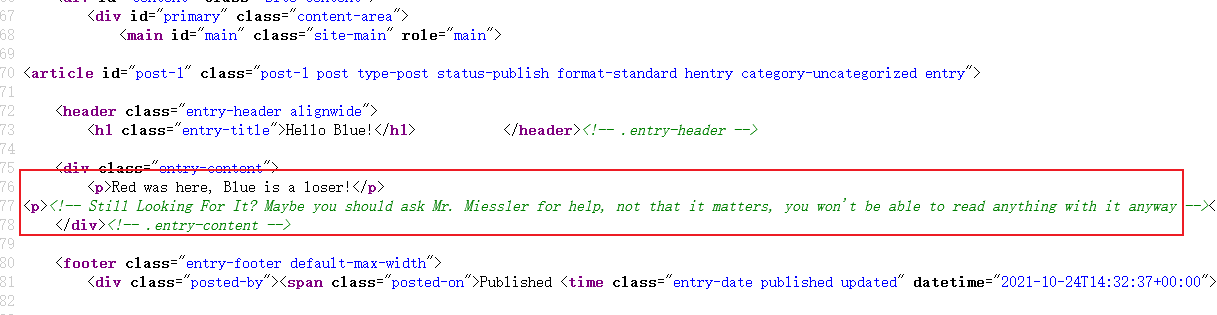 67 <div id="primary" class="content-area">
68 <main id="main" class="site-main" role="main">
69
70 <article id="post-1" class="post-1 post type-post status-publish format-standard hentry category-uncategorized entry">
71
72 <header class="entry-header alignwide">
73 <h1 class="entry-title">Hello Blue!</h1> </header><!-- .entry-header -->
74
75 <div class="entry-content">
76 <p>Red was here, Blue is a loser!</p>
77 <p><!-- Still Looking For It? Maybe you should ask Mr. Miessler for help, not that it matters, you won't be able to read anything with it anyway --><
78 </div><!-- .entry-content -->
79
80 <footer class="entry-footer default-max-width">
81 <div class="posted-by"><span class="posted-on">Published <time class="entry-date published updated" datetime="2021-10-24T14:32:37+00:00">
82